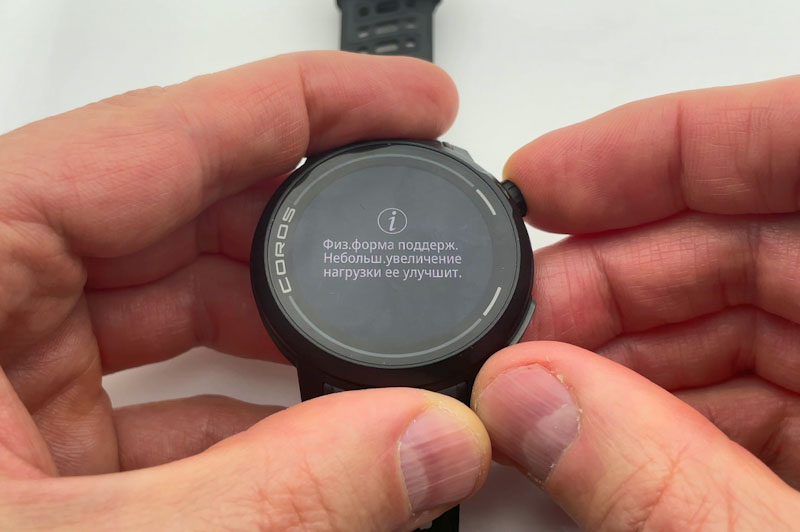 COROS
i
Физ.форма поддерж.
Небольш.увеличение
нагрузки ее улучшит.